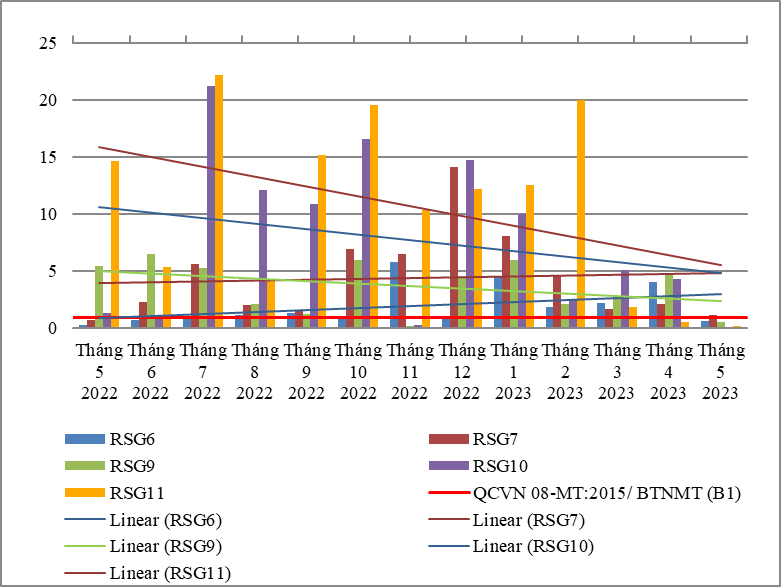 25
20
15
10
5
0
Tháng Tháng Tháng Tháng Tháng Tháng Tháng Tháng Tháng Tháng Tháng Tháng Tháng
5 6 7 8 9 10 11 12 1 2 3 4 5
2022 2022 2022 2022 2022 2022 2022 2022 2023 2023 2023 2023 2023
RSG6 RSG7
RSG9 RSG10
RSG11 QCVN 08-MT:2015/ BTNMT (B1)
Linear (RSG6) Linear (RSG7)
Linear (RSG9) Linear (RSG10)
Linear (RSG11)